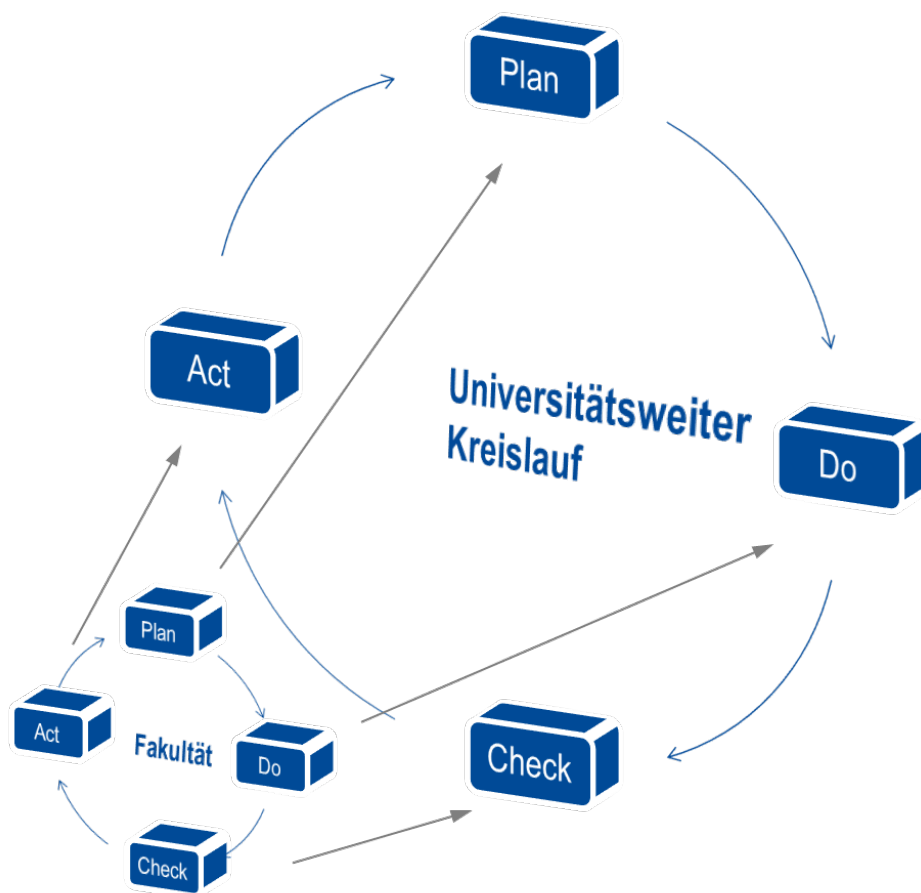 Plan
Act
Universitätsweiter
Kreislauf
Do
Check
Plan
Act
Fakultät
Do
Check